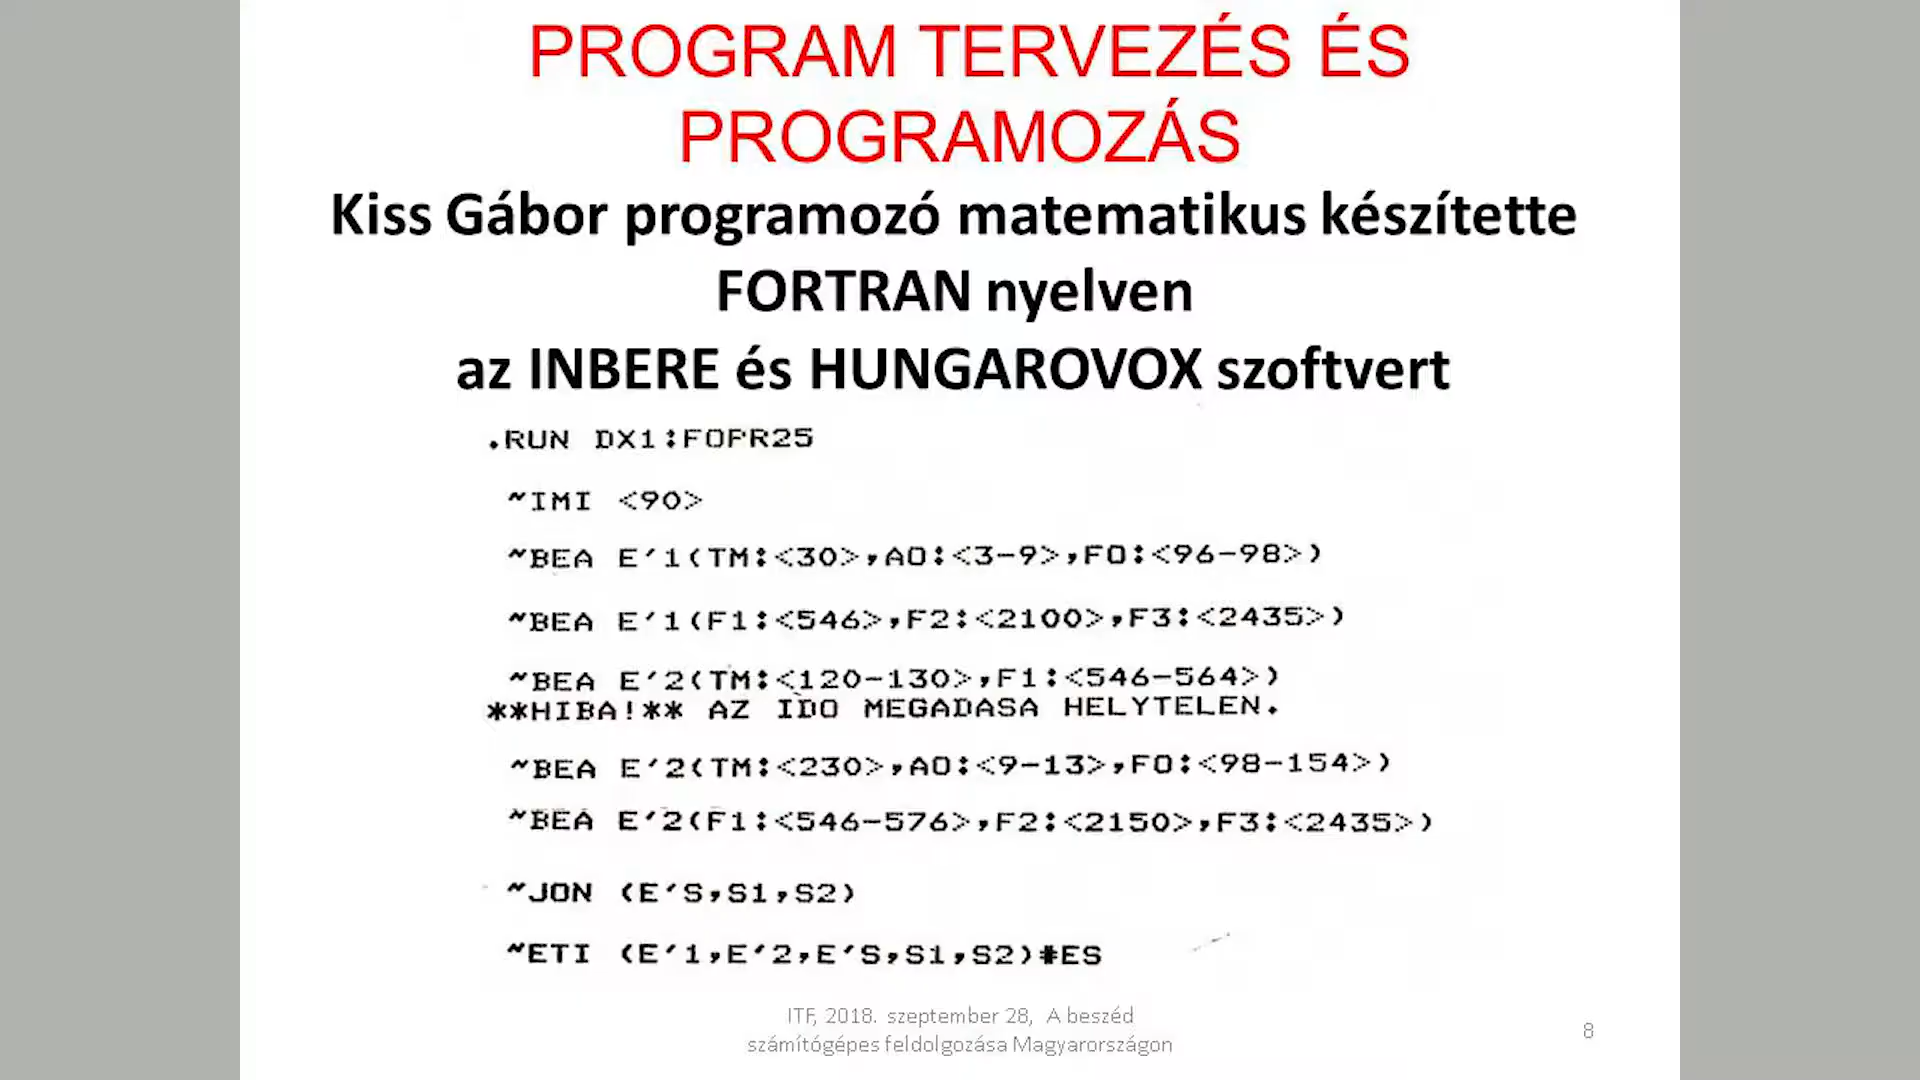 PROGRAM TERVEZÉS ÉS
PROGRAMOZÁS
Kiss Gábor programozó matematikus készítette
FORTRAN nyelven
az INBERE és HUNGAROVOX szoftvert
.RUN DX1:FOPR25
~IMI <90>
~BEA E'1(TM:<30>,A0:<3-9>,F0:<96-98>)
~BEA E'1(F1:<546>,F2:<2100>,F3:<2435>)
~BEA E'2(TM:<120-130>,F1:<546-564>)
**HIBA!** AZ IDO MEGADASA HELYTELEN.
~BEA E'2(TM:<230>,A0:<9-13>,F0:<98-154>)
~BEA E'2(F1:<546-576>,F2:<2150>,F3:<2435>)
~JON (E'S,S1,S2)
~ETI (E'1,E'2,E'S,S1,S2)#ES
ITF, 2018. szeptember 28, A beszéd
számítógépes feldolgozása Magyarországon
8